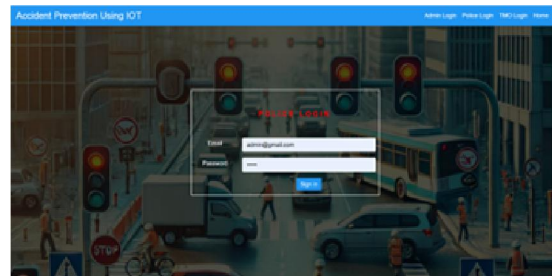 Accident Prevention Using IOT
Admin Login Police Login TMO Login Home
POLICE LOGIN
Email admin@gmail.com
Password
Sign in
STOP